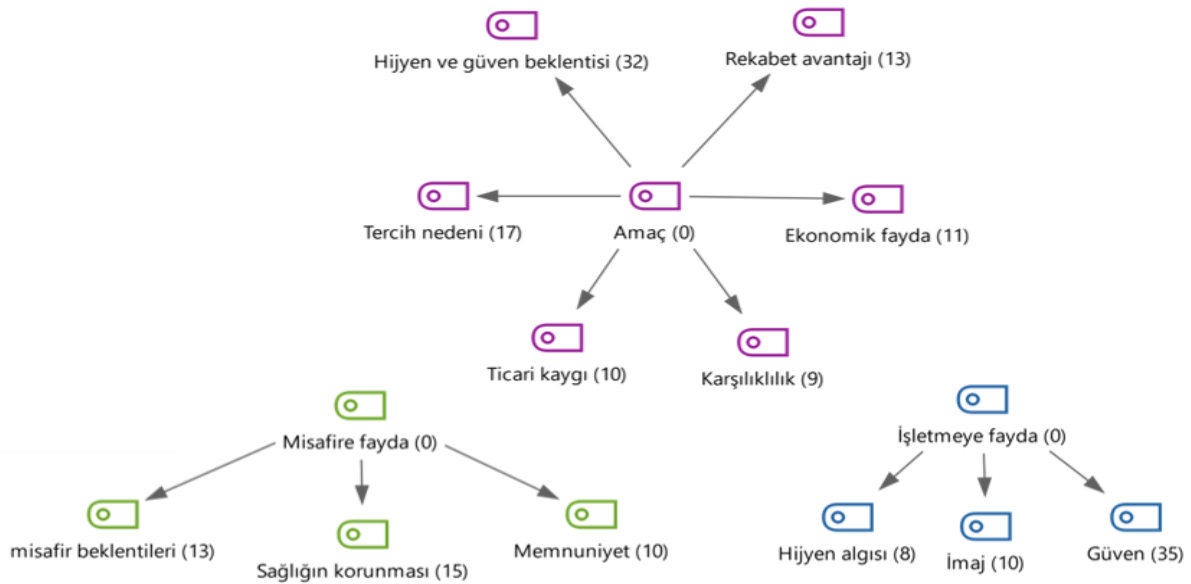 Hijyen ve güven beklentisi (32)
Rekabet avantajı (13)
Tercih nedeni (17)
Amaç (0)
Ekonomik fayda (11)
Ticari kaygı (10)
Karşılıklılık (9)
Misafire fayda (0)
İşletmeye fayda (0)
misafir beklentileri (13)
Sağlığın korunması (15)
Memnuniyet (10)
Hijyen algısı (8)
İmaj (10)
Güven (35)